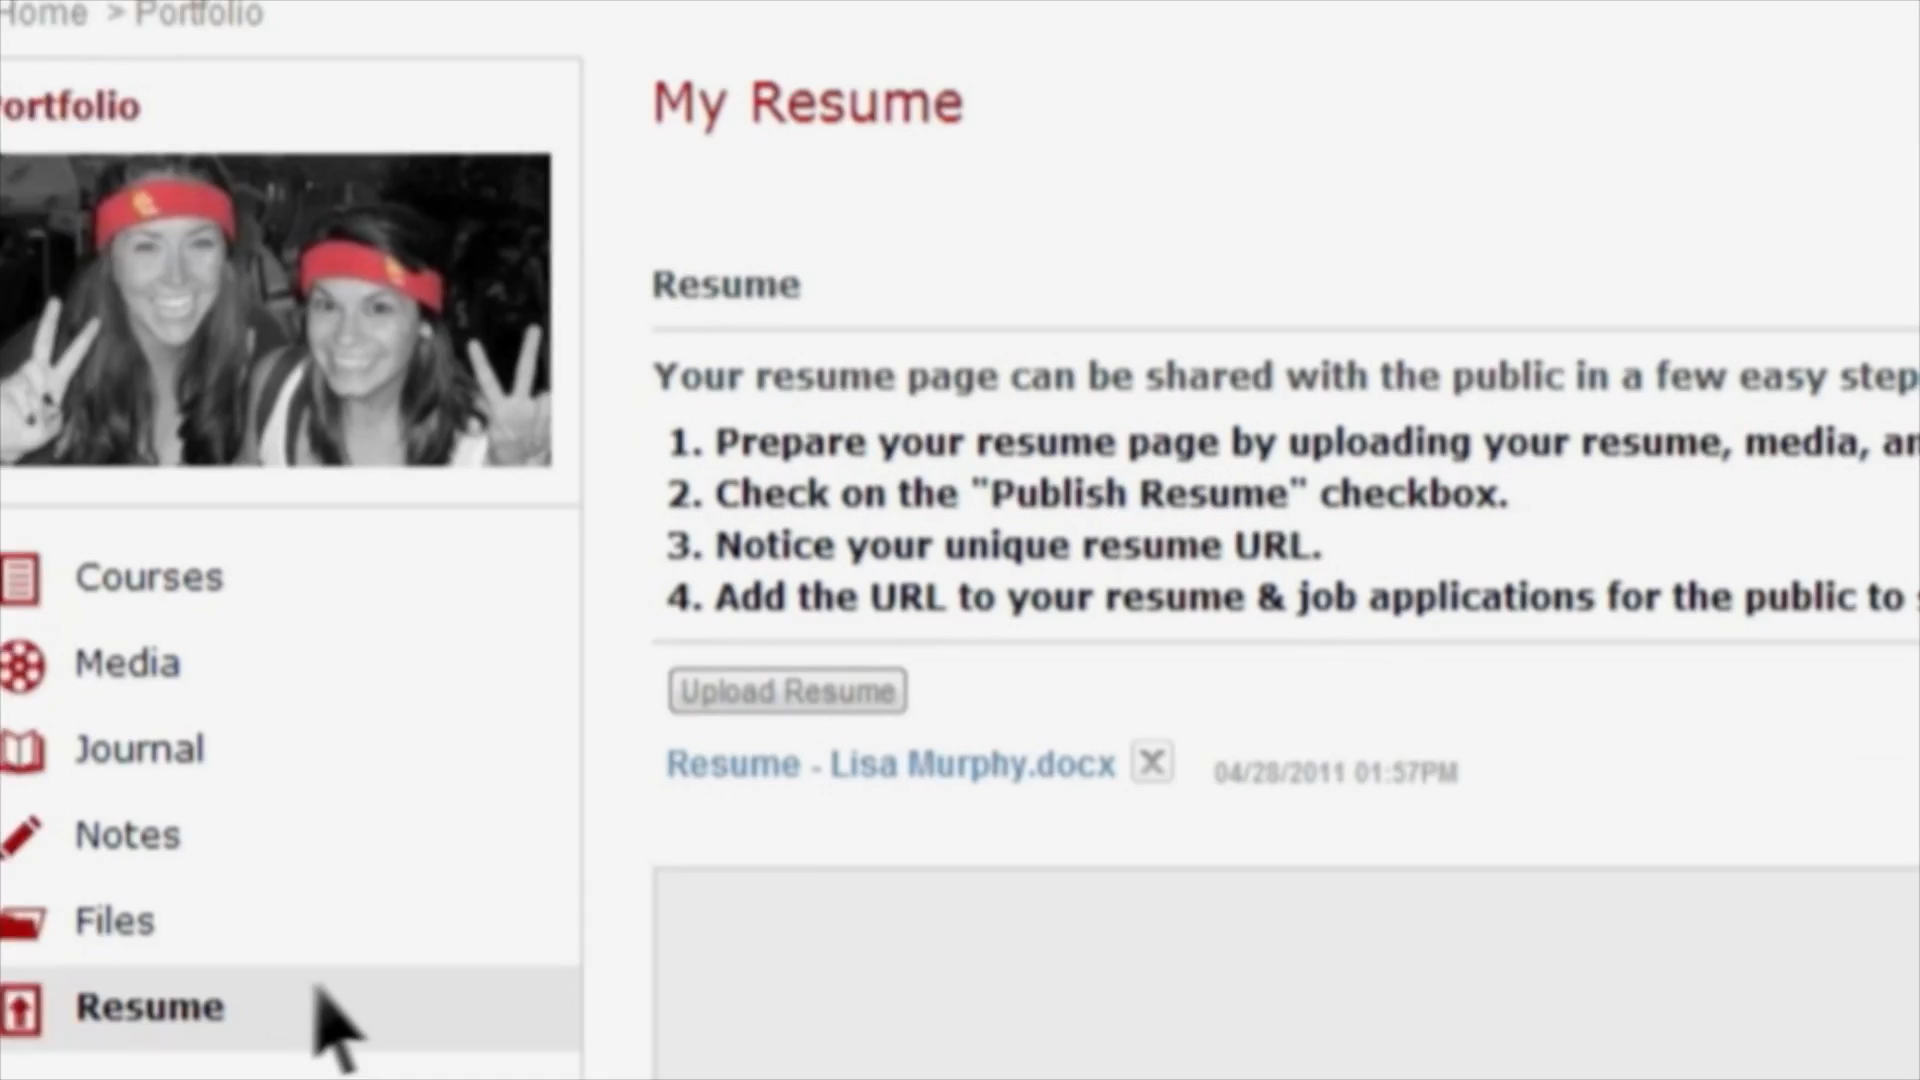 Home > Portfolio
ortfolio
Courses
Media
Journal
Notes
Files
Resume
My Resume
Resume
Your resume page can be shared with the public in a few easy step
1. Prepare your resume page by uploading your resume, media, an
2. Check on the "Publish Resume" checkbox.
3. Notice your unique resume URL.
4. Add the URL to your resume & job applications for the public to
Upload Resume
Resume - Lisa Murphy.docx X 04/28/2011 01:57PM